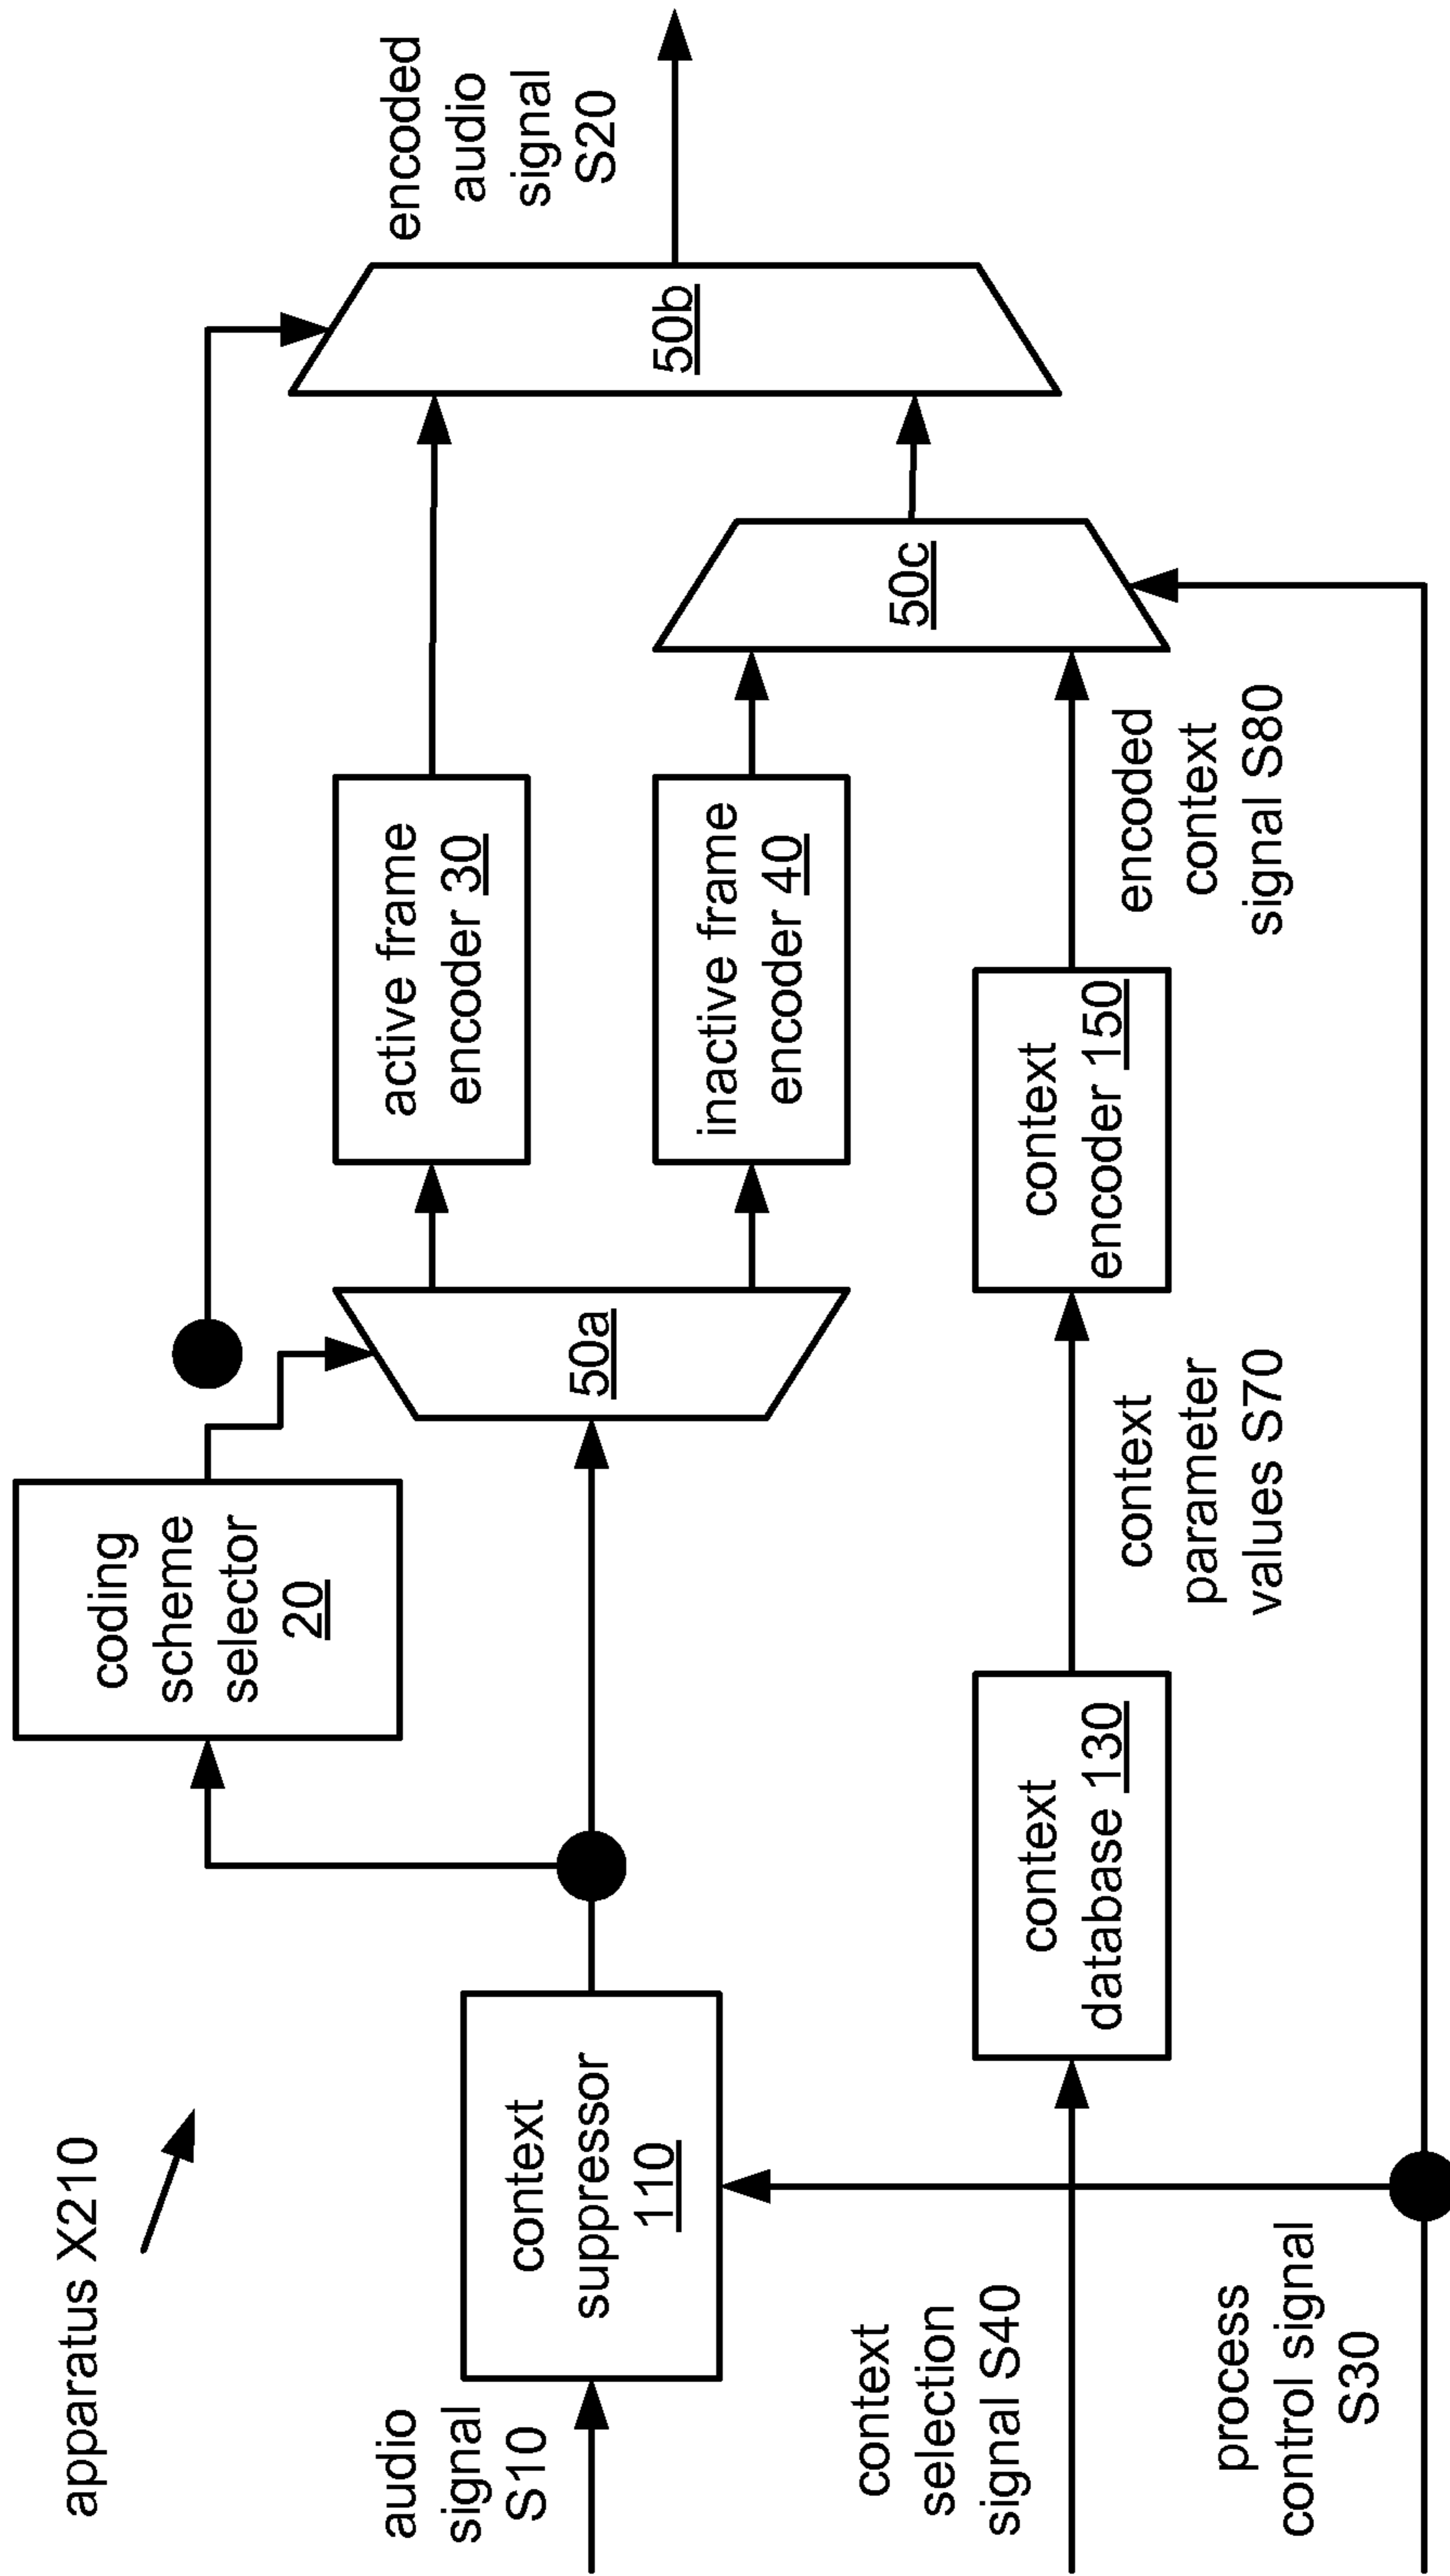 apparatus X210
coding
scheme
selector
20
encoded
audio
signal
S20
active frame
encoder 30
50b
audio
signal
S10
context
suppressor
110
50a
inactive frame
encoder 40
50c
context
selection
signal S40
context
database 130
context
parameter
values S70
context
encoder 150
encoded
context
signal S80
process
control signal
S30